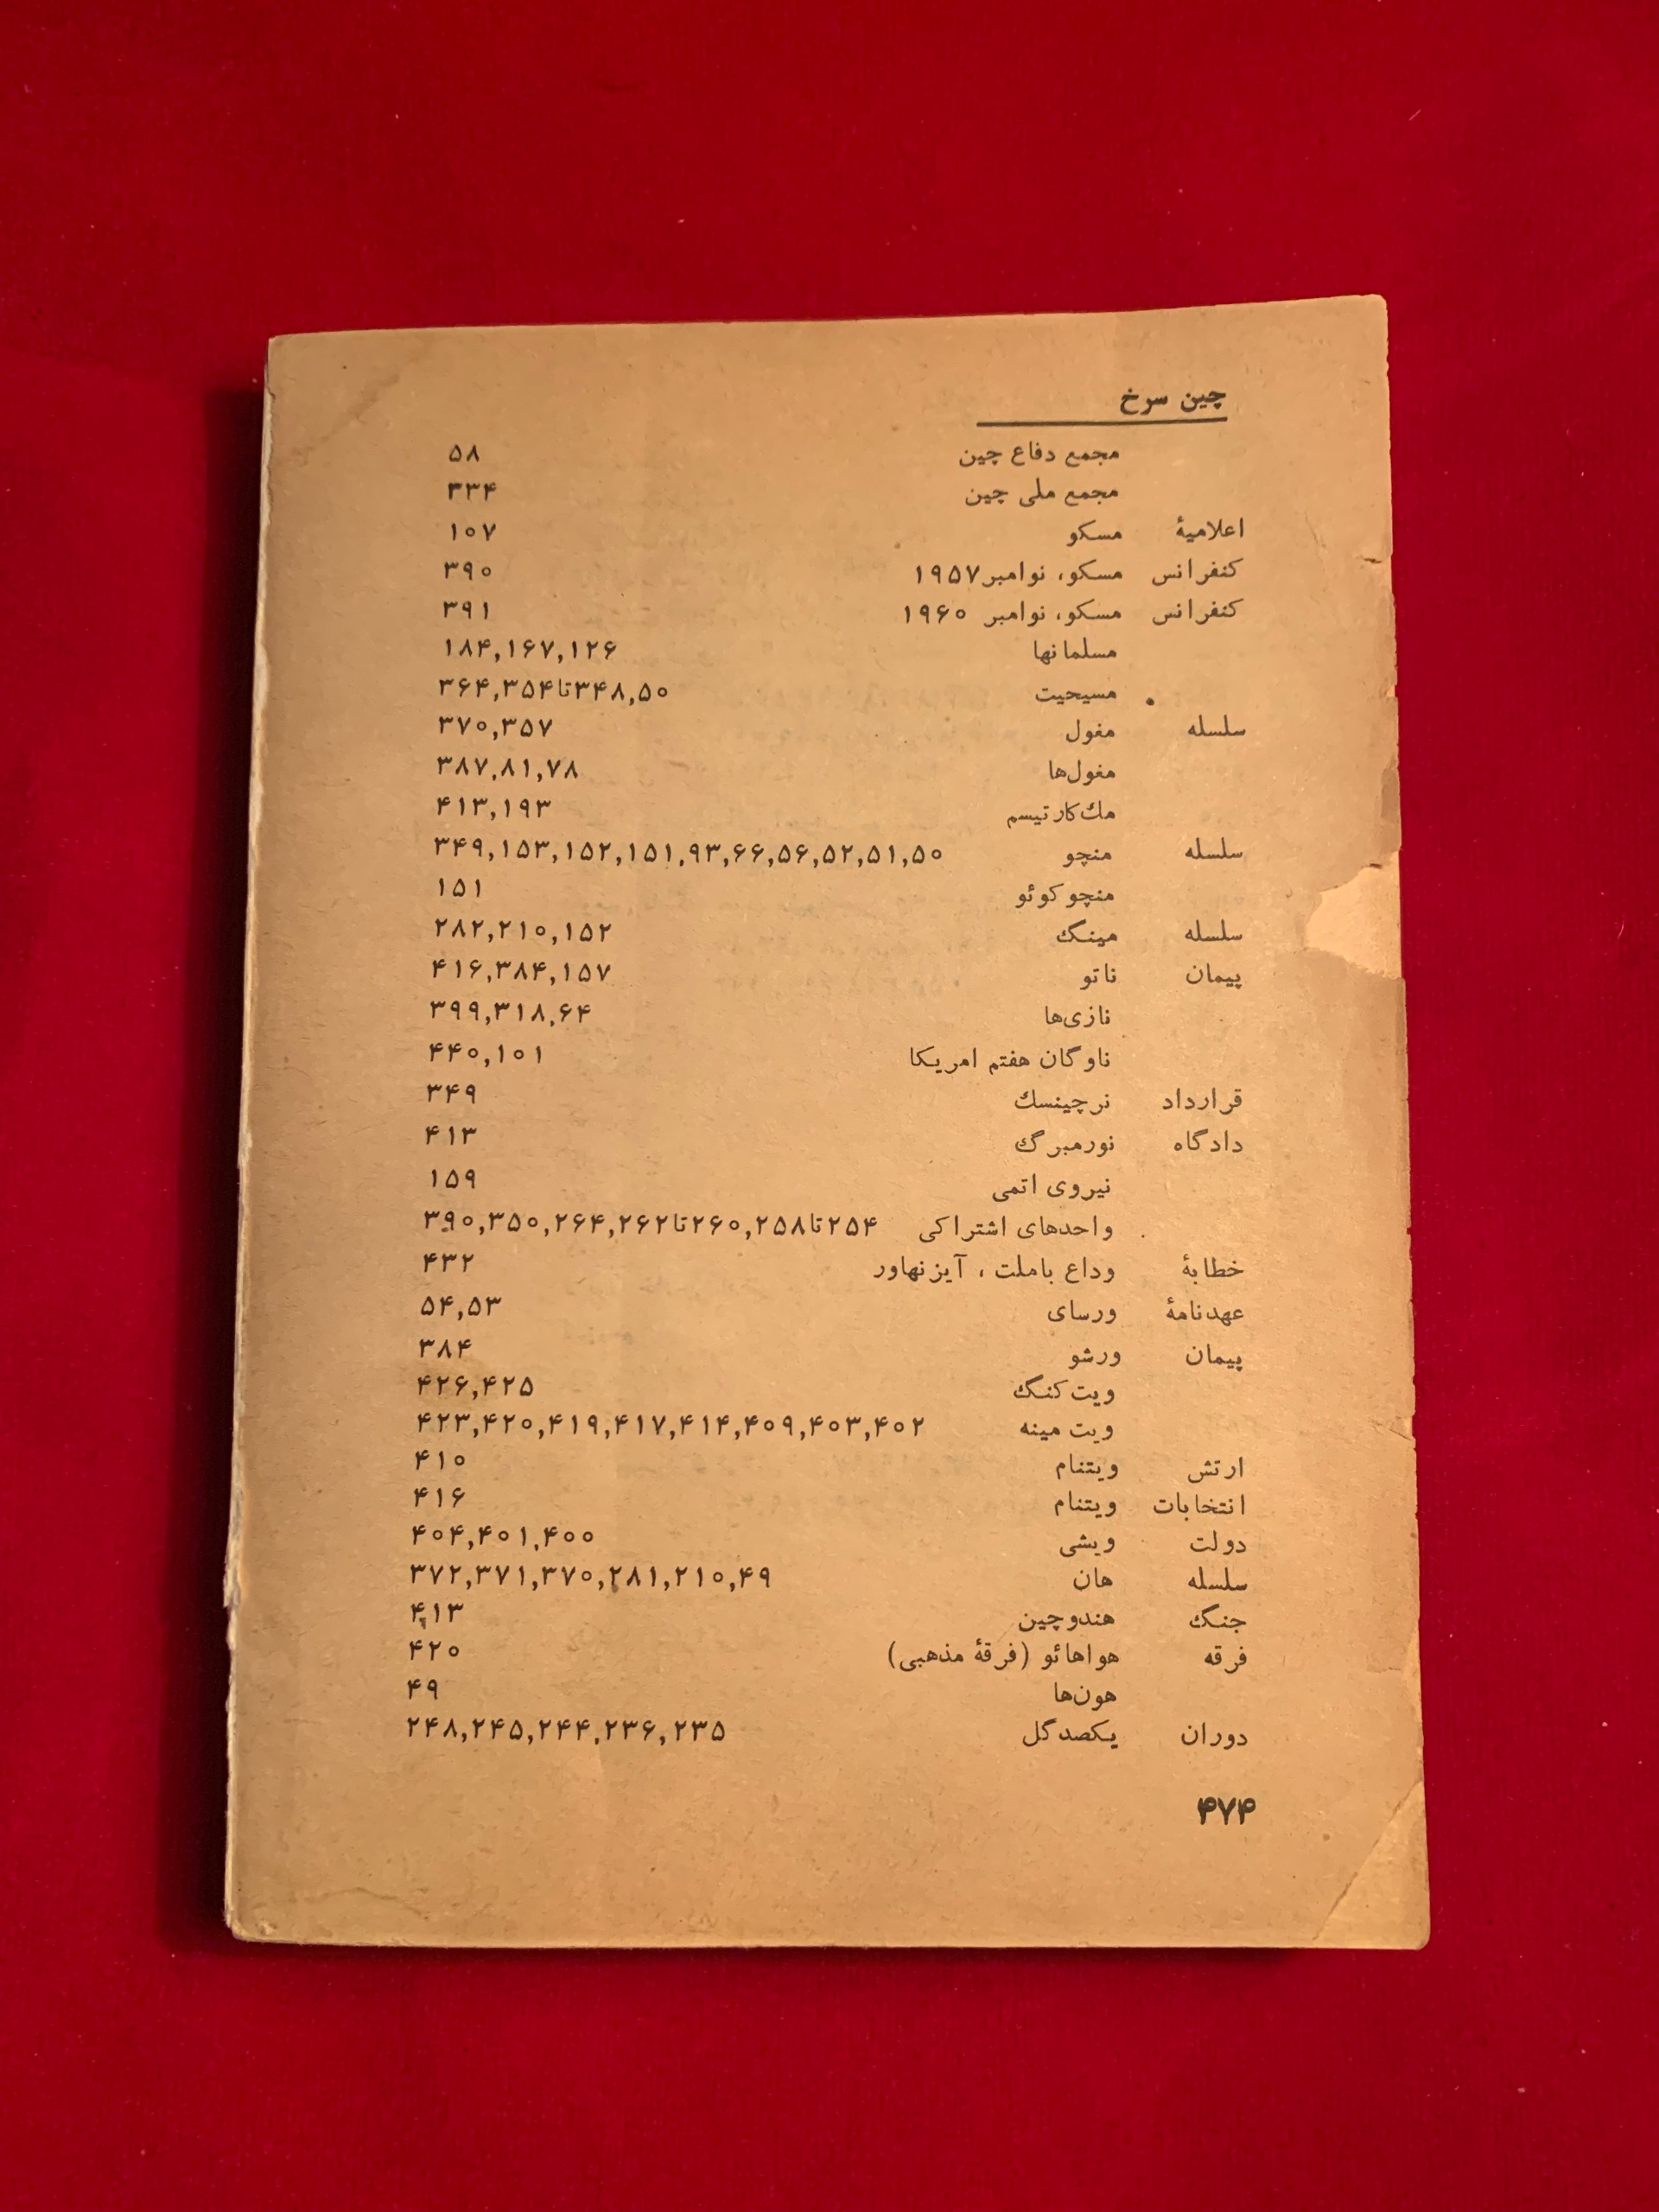 چین سرخ
مجمع دفاع چین ۵۸
مجمع ملی چین ۳۳۴
اعلامیهٔ مسکو ۱۰۷
کنفرانس مسکو، نوامبر ۱۹۵۷ ۳۹۰
کنفرانس مسکو، نوامبر ۱۹۶۰ ۳۹۱
مسلمانها ۱۸۴,۱۶۷,۱۲۶
مسیحیت ۳۶۴,۳۵۴تا۳۴۸,۵۰
سلسله مغول ۳۷۰,۳۵۷
مغول‌ها ۳۸۷,۸۱,۷۸
مك‌کارتیسم ۴۱۳,۱۹۳
سلسله منچو ۳۴۹,۱۵۳,۱۵۲,۱۵۱,۹۳,۶۶,۵۶,۵۲,۵۱,۵۰
منچوکوئو ۱۵۱
سلسله مینگ ۲۸۲,۲۱۰,۱۵۲
پیمان ناتو ۴۱۶,۳۸۴,۱۵۷
نازی‌ها ۳۹۹,۳۱۸,۶۴
ناوگان هفتم امریکا ۴۴۰,۱۰۱
قرارداد نرچینسك ۳۴۹
دادگاه نورمبرگ ۴۱۳
نیروی اتمی ۱۵۹
واحدهای اشتراکی ۳۹۰,۳۵۰,۲۶۴,۲۶۲تا۲۶۰,۲۵۸تا۲۵۴
خطابهٔ وداع باملت، آیزنهاور ۴۳۲
عهدنامهٔ ورسای ۵۴,۵۳
پیمان ورشو ۳۸۴
ویت کنگ ۴۲۶,۴۲۵
ویت مینه ۴۲۳,۴۲۰,۴۱۹,۴۱۷,۴۱۴,۴۰۹,۴۰۳,۴۰۲
ارتش ویتنام ۴۱۰
انتخابات ویتنام ۴۱۶
دولت ویشی ۴۰۴,۴۰۱,۴۰۰
سلسله هان ۳۷۲,۳۷۱,۳۷۰,۲۸۱,۲۱۰,۴۹
جنگ هندوچین ۴۱۳
فرقه هواهائو (فرقهٔ مذهبی) ۴۲۰
هون‌ها ۴۹
دوران یکصدگل ۲۴۸,۲۴۵,۲۴۴,۲۳۶,۲۳۵
۴۷۴